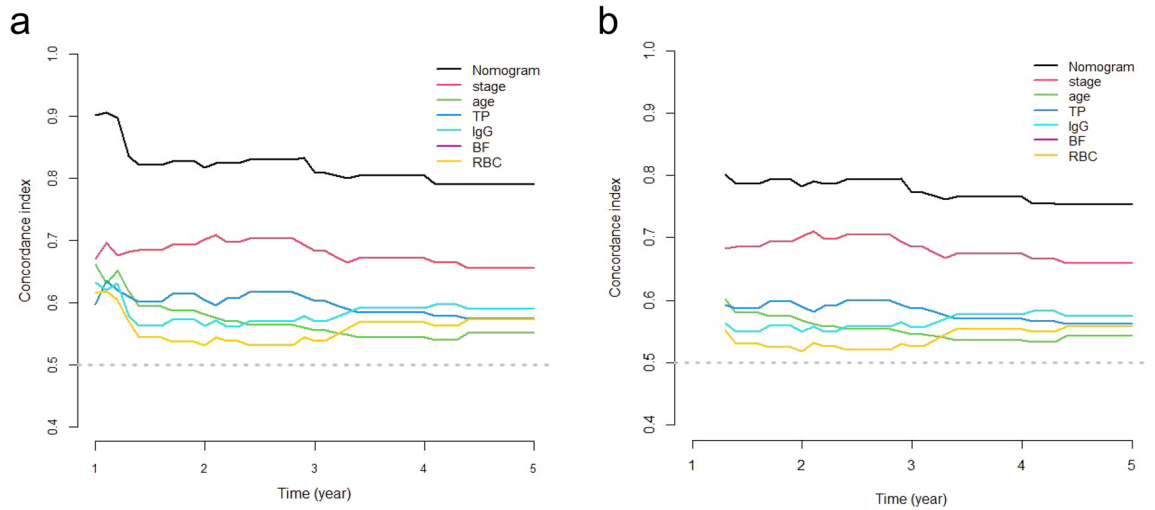 a
1.0
0.9
0.8
0.7
0.6
0.5
0.4
Concordance index
Nomogram
stage
age
TP
IgG
BF
RBC
1 2 3 4 5
Time (year)
b
1.0
0.9
0.8
0.7
0.6
0.5
0.4
Concordance index
Nomogram
stage
age
TP
IgG
BF
RBC
1 2 3 4 5
Time (year)